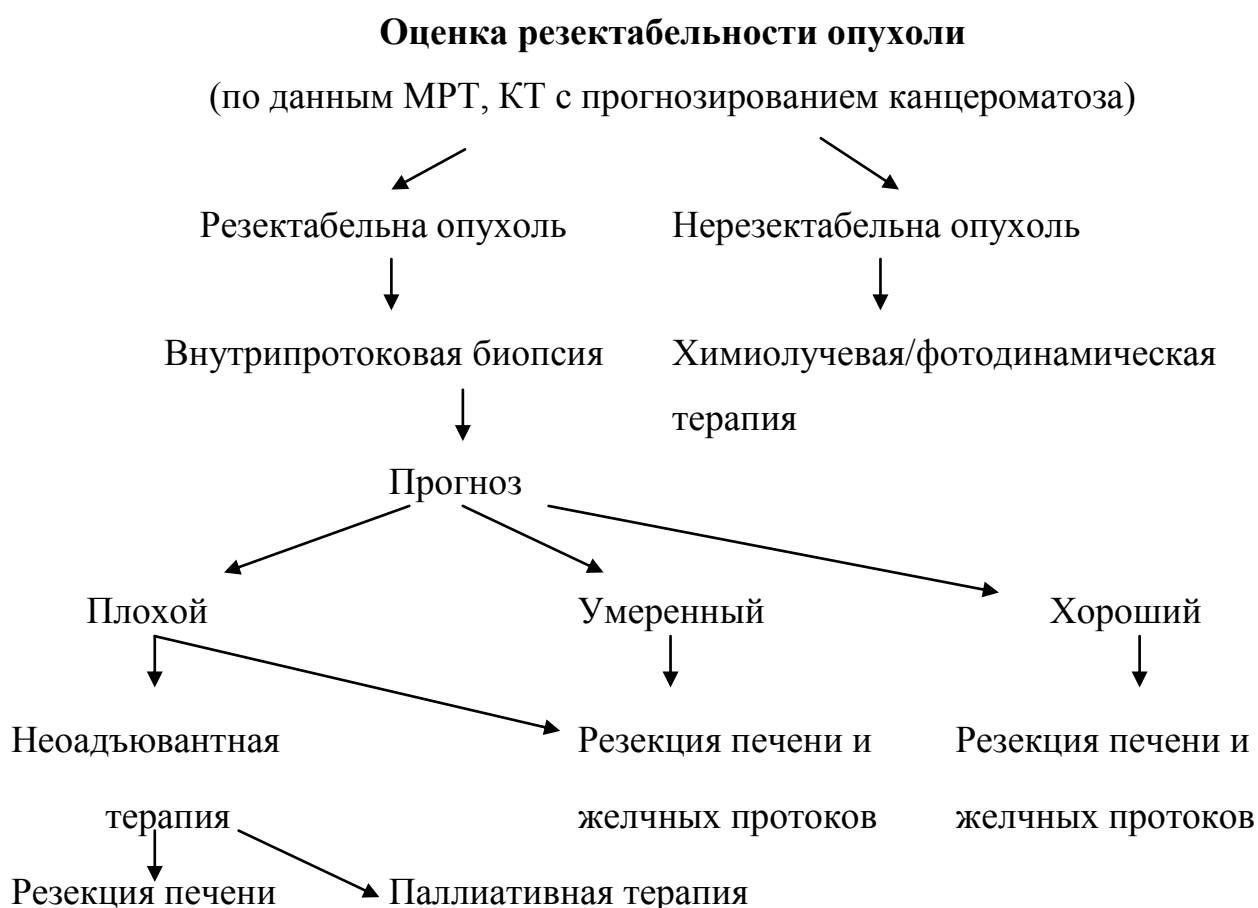 Оценка резектабельности опухоли
(по данным МРТ, КТ с прогнозированием канцероматоза)
Резектабельна опухоль
Нерезектабельна опухоль
Внутрипротоковая биопсия
Химиолучевая/фотодинамическая
терапия
Прогноз
Плохой
Умеренный
Хороший
Неоадъювантная
терапия
Резекция печени и
желчных протоков
Резекция печени и
желчных протоков
Резекция печени
Паллиативная терапия